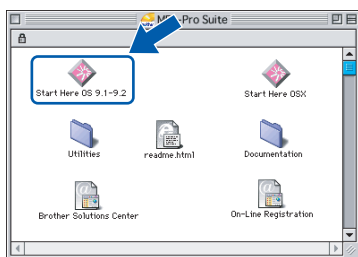 -Pro Suite
Start Here OS 9.1-9.2
Start Here OSX
Utilities
readme.html
Documentation
Brother Solutions Center
On-Line Registration